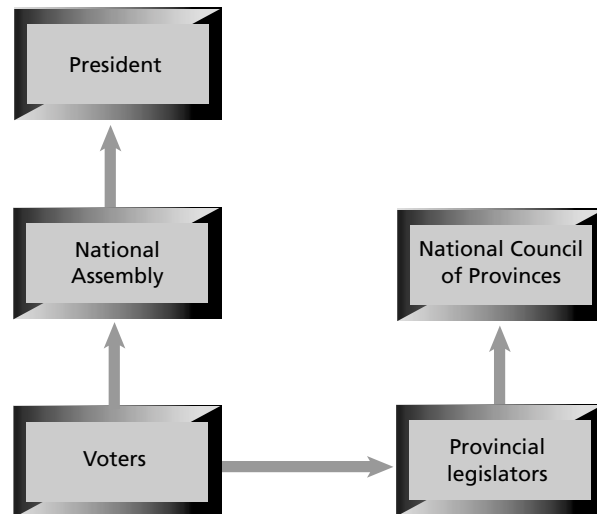 President
National
Assembly
National Council
of Provinces
Voters
Provincial
legislators